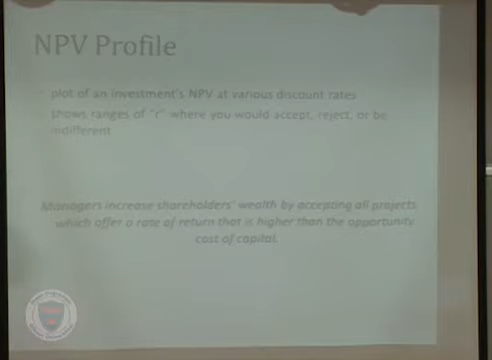 NPV Profile
plot of an investment's NPV at various discount rates
shows ranges of "r" where you would accept, reject, or be
indifferent
Managers increase shareholders' wealth by accepting all projects
which offer a rate of return that is higher than the opportunity
cost of capital.